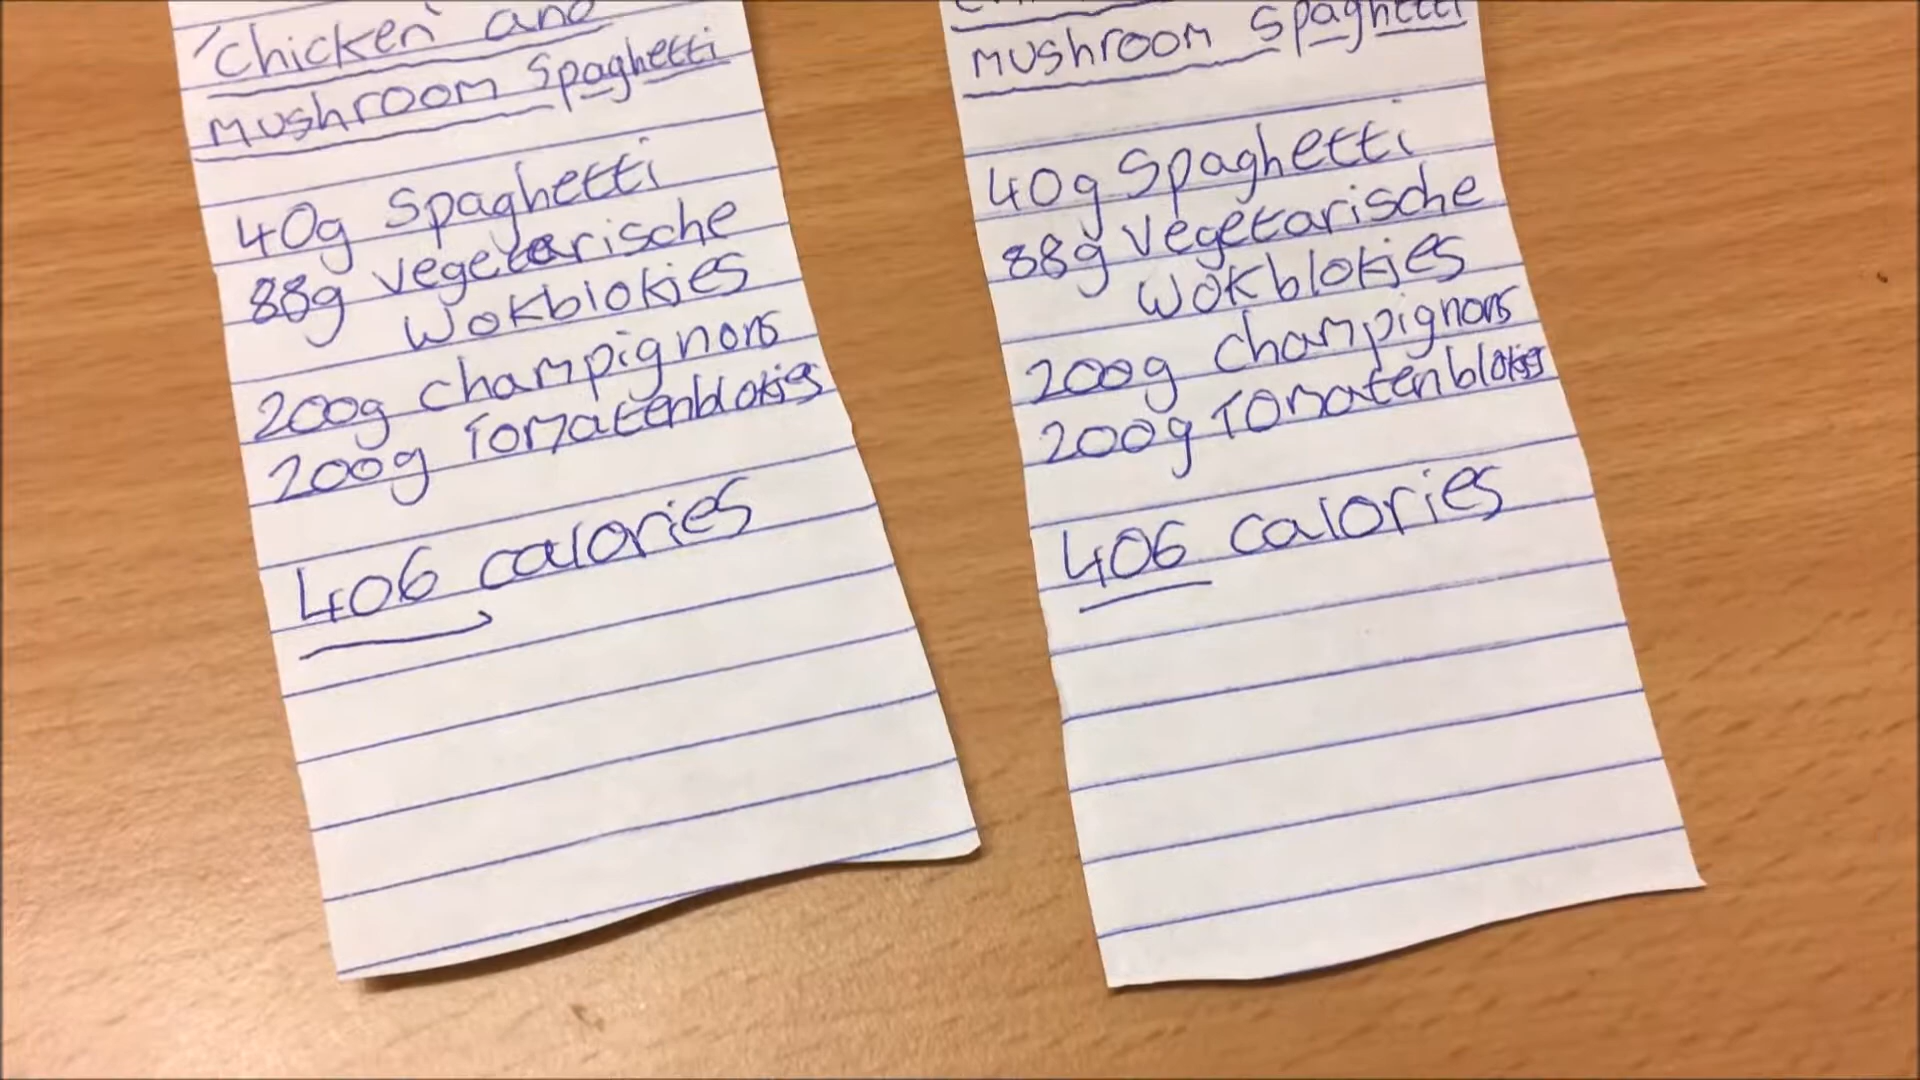 'chicken' and
mushroom Spaghetti
40g Spaghetti
88g vegetarische
wokblokjes
200g champignons
200g Tomatenblokjes
406 calories
mushroom Spaghetti
40g Spaghetti
88g vegetarische
wokblokjes
200g champignons
200g Tomatenblokjes
406 calories